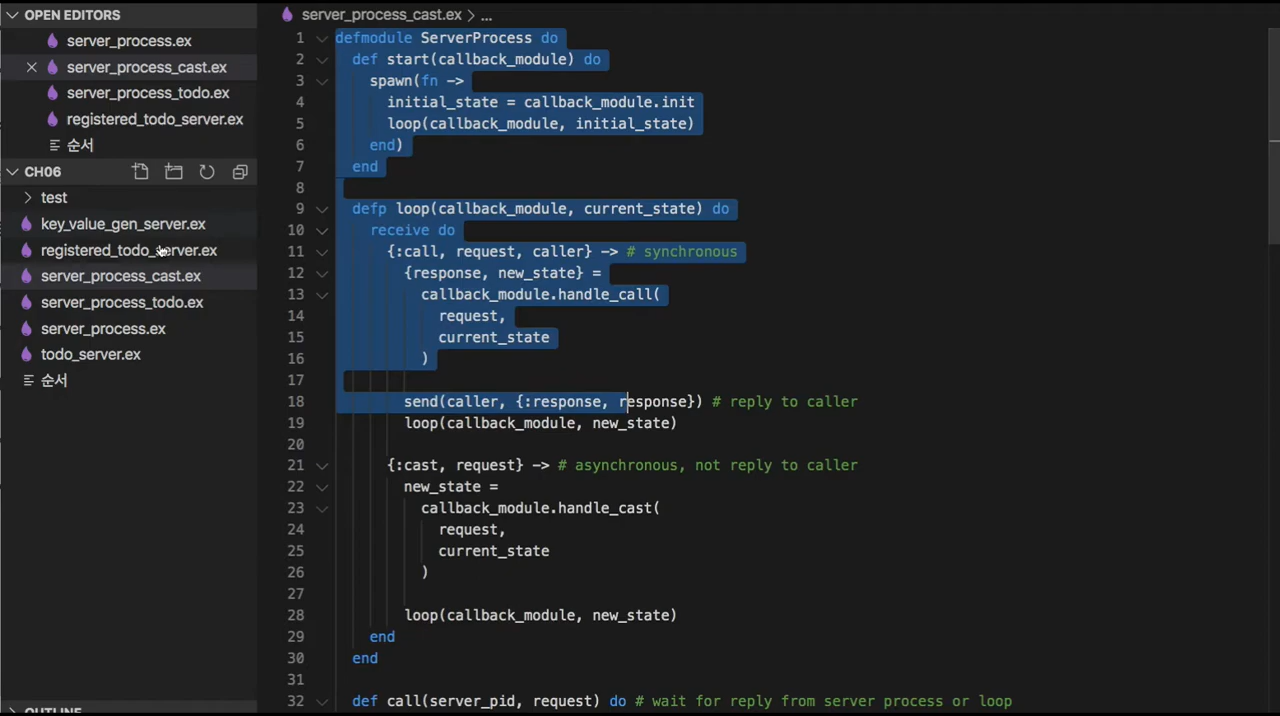 OPEN EDITORS
server_process.ex
server_process_cast.ex
server_process_todo.ex
registered_todo_server.ex
순서
CH06
test
key_value_gen_server.ex
registered_todo_server.ex
server_process_cast.ex
server_process_todo.ex
server_process.ex
todo_server.ex
순서
OUTLINE
server_process_cast.ex > ...
1 defmodule ServerProcess do
2 def start(callback_module) do
3 spawn(fn ->
4 initial_state = callback_module.init
5 loop(callback_module, initial_state)
6 end)
7 end
8
9 defp loop(callback_module, current_state) do
10 receive do
11 {:call, request, caller} -> # synchronous
12 {response, new_state} =
13 callback_module.handle_call(
14 request,
15 current_state
16 )
17
18 send(caller, {:response, response}) # reply to caller
19 loop(callback_module, new_state)
20
21 {:cast, request} -> # asynchronous, not reply to caller
22 new_state =
23 callback_module.handle_cast(
24 request,
25 current_state
26 )
27
28 loop(callback_module, new_state)
29 end
30 end
31
32 def call(server_pid, request) do # wait for reply from server process or loop